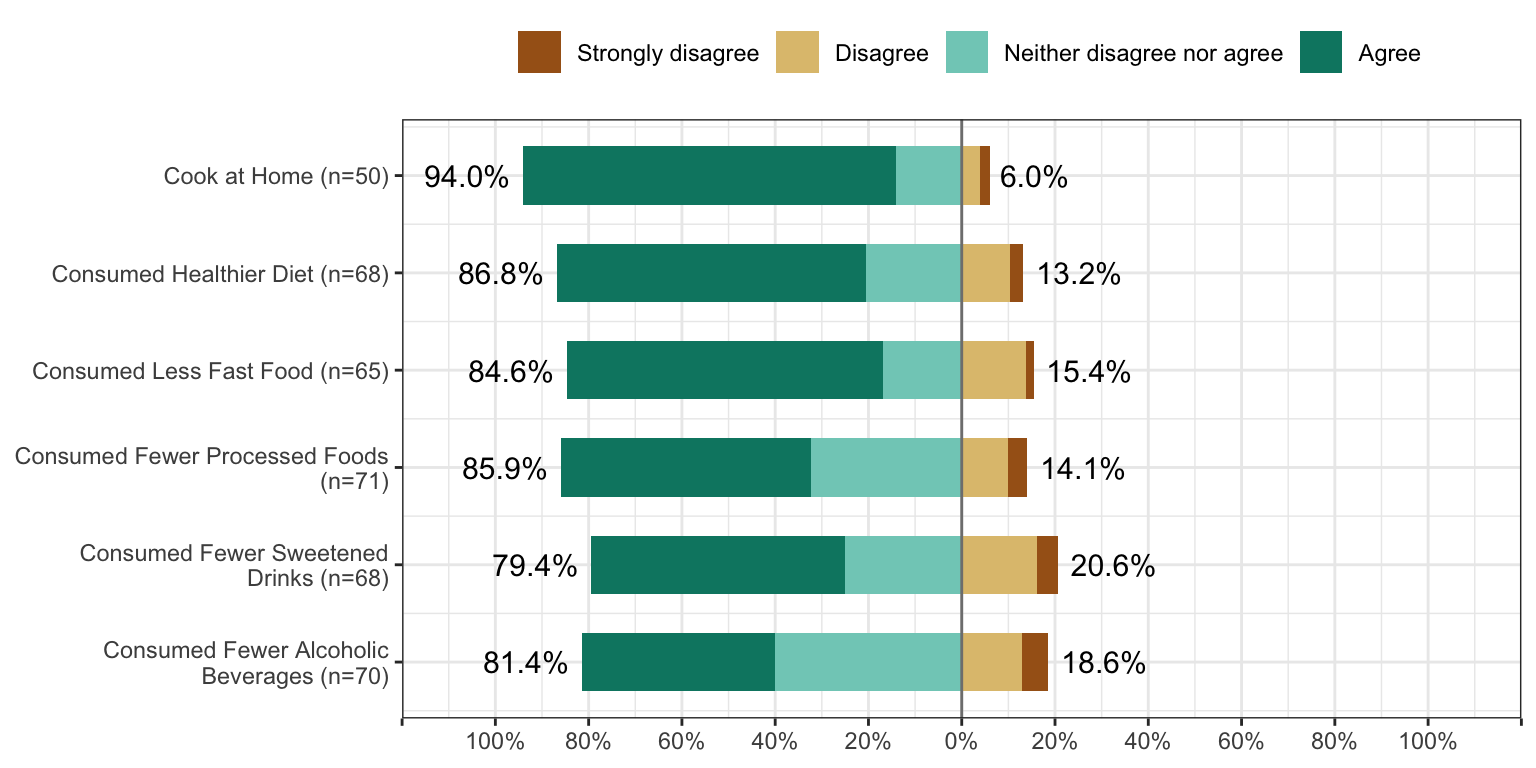 Strongly disagree Disagree Neither disagree nor agree Agree
94.0% 6.0%
Cook at Home (n=50)
86.8% 13.2%
Consumed Healthier Diet (n=68)
84.6% 15.4%
Consumed Less Fast Food (n=65)
Consumed Fewer Processed Foods
(n=71)
85.9% 14.1%
Consumed Fewer Sweetened
Drinks (n=68)
79.4% 20.6%
Consumed Fewer Alcoholic
Beverages (n=70)
81.4% 18.6%
100% 80% 60% 40% 20% 0% 20% 40% 60% 80% 100%